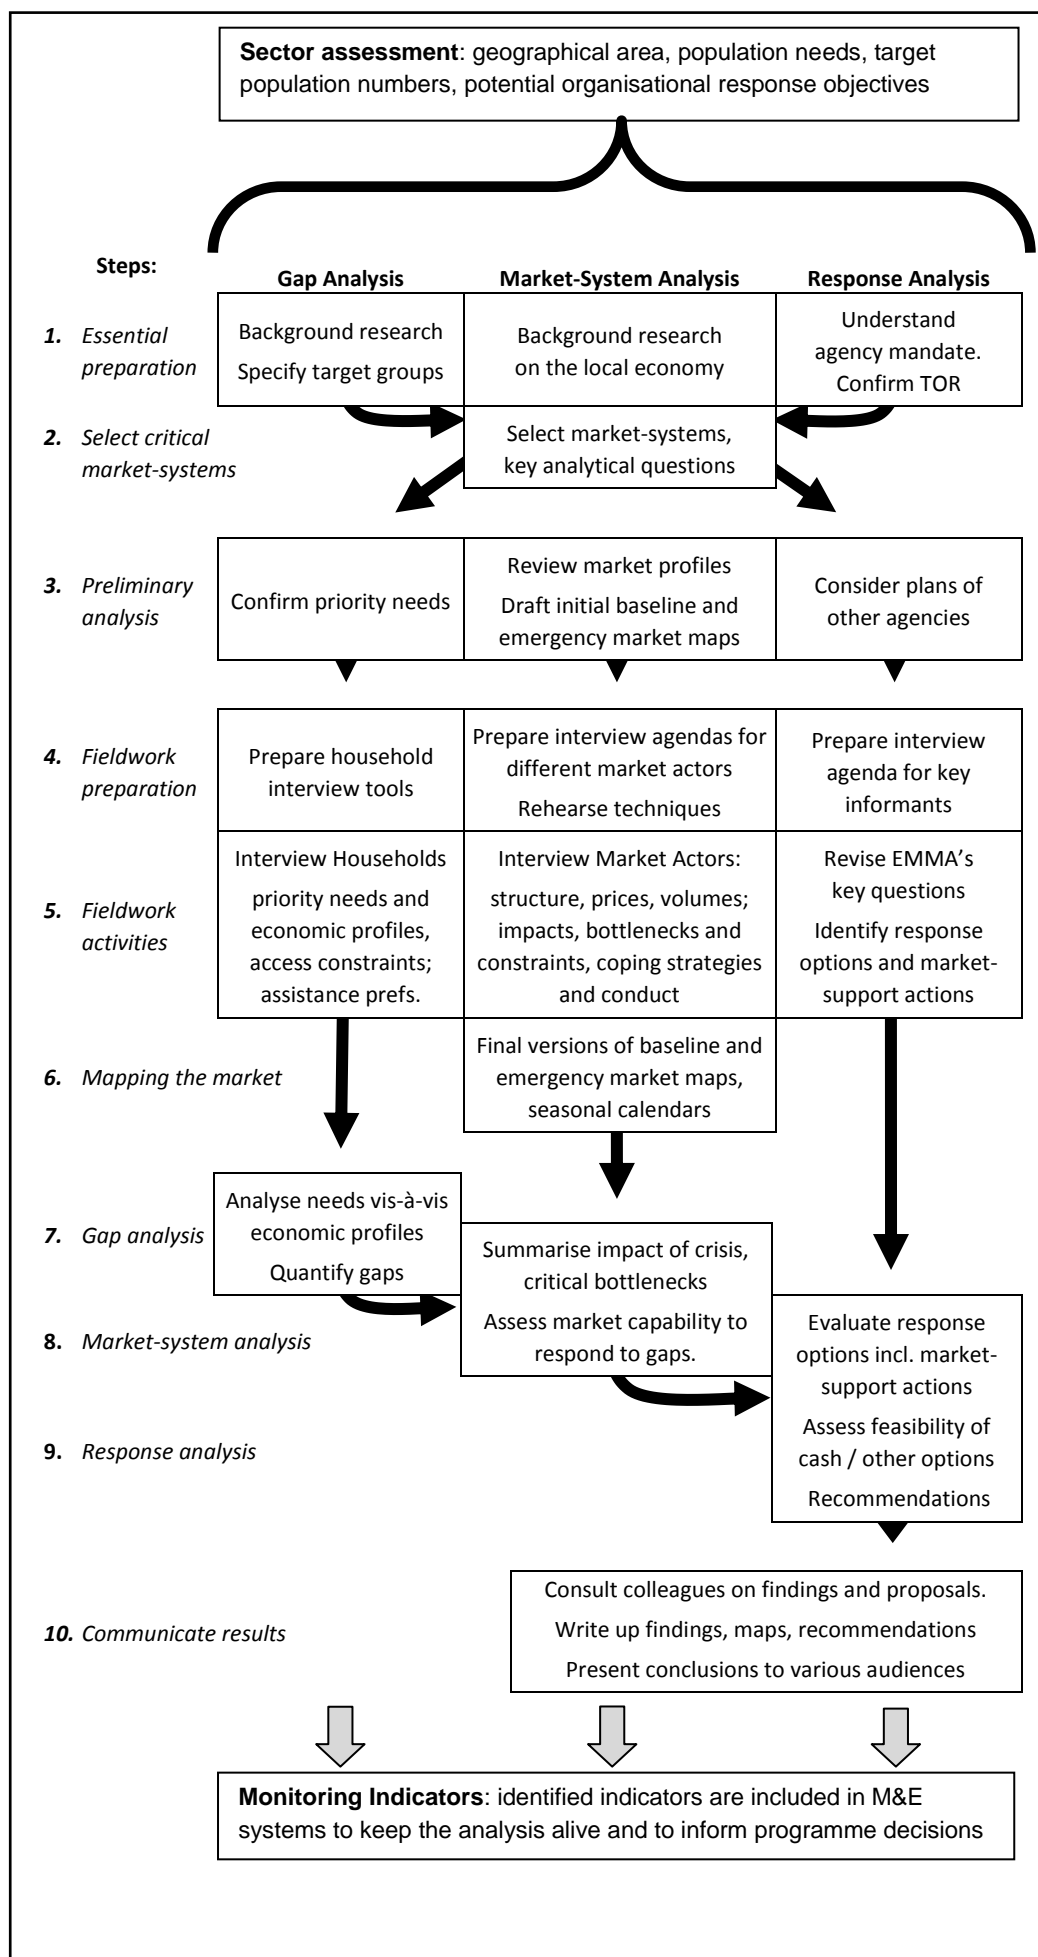 Sector assessment: geographical area, population needs, target
population numbers, potential organisational response objectives
Steps:
Gap Analysis
Market-System Analysis
Response Analysis
1. Essential
preparation
Background research
Specify target groups
Background research
on the local economy
Understand
agency mandate.
Confirm TOR
2. Select critical
market-systems
Select market-systems,
key analytical questions
3. Preliminary
analysis
Confirm priority needs
Review market profiles
Draft initial baseline and
emergency market maps
Consider plans of
other agencies
4. Fieldwork
preparation
Prepare household
interview tools
Prepare interview agendas for
different market actors
Rehearse techniques
Prepare interview
agenda for key
informants
5. Fieldwork
activities
Interview Households
priority needs and
economic profiles,
access constraints;
assistance prefs.
Interview Market Actors:
structure, prices, volumes;
impacts, bottlenecks and
constraints, coping strategies
and conduct
Revise EMMA's
key questions
Identify response
options and market-
support actions
6. Mapping the market
Final versions of baseline and
emergency market maps,
seasonal calendars
7. Gap analysis
Analyse needs vis-à-vis
economic profiles
Quantify gaps
8. Market-system analysis
Summarise impact of crisis,
critical bottlenecks
Assess market capability to
respond to gaps.
9. Response analysis
Evaluate response
options incl. market-
support actions
Assess feasibility of
cash / other options
Recommendations
10. Communicate results
Consult colleagues on findings and proposals.
Write up findings, maps, recommendations
Present conclusions to various audiences
Monitoring Indicators: identified indicators are included in M&E
systems to keep the analysis alive and to inform programme decisions